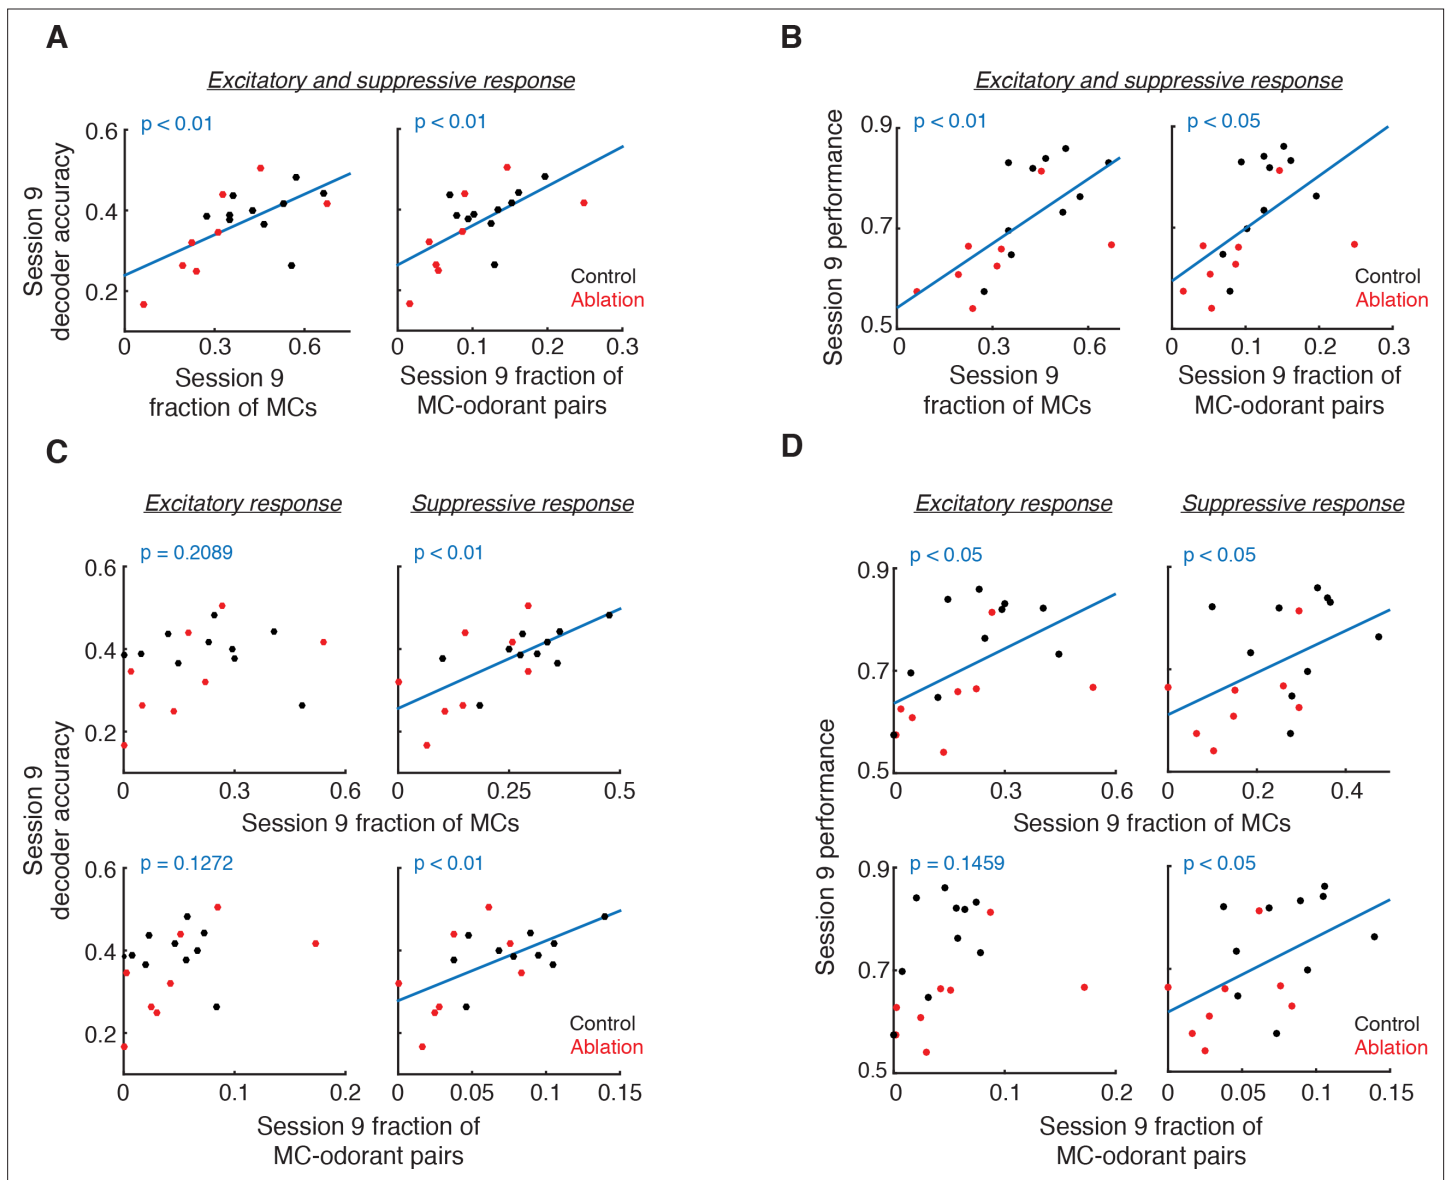 A
Excitatory and suppressive response
p < 0.01
p < 0.01
Session 9
decoder accuracy
0.6
0.4
0.2
Control
Ablation
0
0.3
0.6
0
0.1
0.2
0.3
Session 9
fraction of MCs
Session 9 fraction of
MC-odorant pairs
B
Excitatory and suppressive response
p < 0.01
p < 0.05
Session 9 performance
0.9
0.7
0.5
Control
Ablation
0
0.3
0.6
0
0.1
0.2
0.3
Session 9
fraction of MCs
Session 9 fraction of
MC-odorant pairs
C
Excitatory response
Suppressive response
p = 0.2089
p < 0.01
0.6
0.4
0.2
0
0.3
0.6
0
0.25
0.5
Session 9 fraction of MCs
Session 9
decoder accuracy
p = 0.1272
p < 0.01
0.6
0.4
0.2
Control
Ablation
0
0.1
0.2
0
0.05
0.1
0.15
Session 9 fraction of
MC-odorant pairs
D
Excitatory response
Suppressive response
p < 0.05
p < 0.05
0.9
0.7
0.5
0
0.3
0.6
0
0.2
0.4
Session 9 fraction of MCs
Session 9 performance
p = 0.1459
p < 0.05
0.9
0.7
0.5
Control
Ablation
0
0.1
0.2
0
0.05
0.1
0.15
Session 9 fraction of
MC-odorant pairs